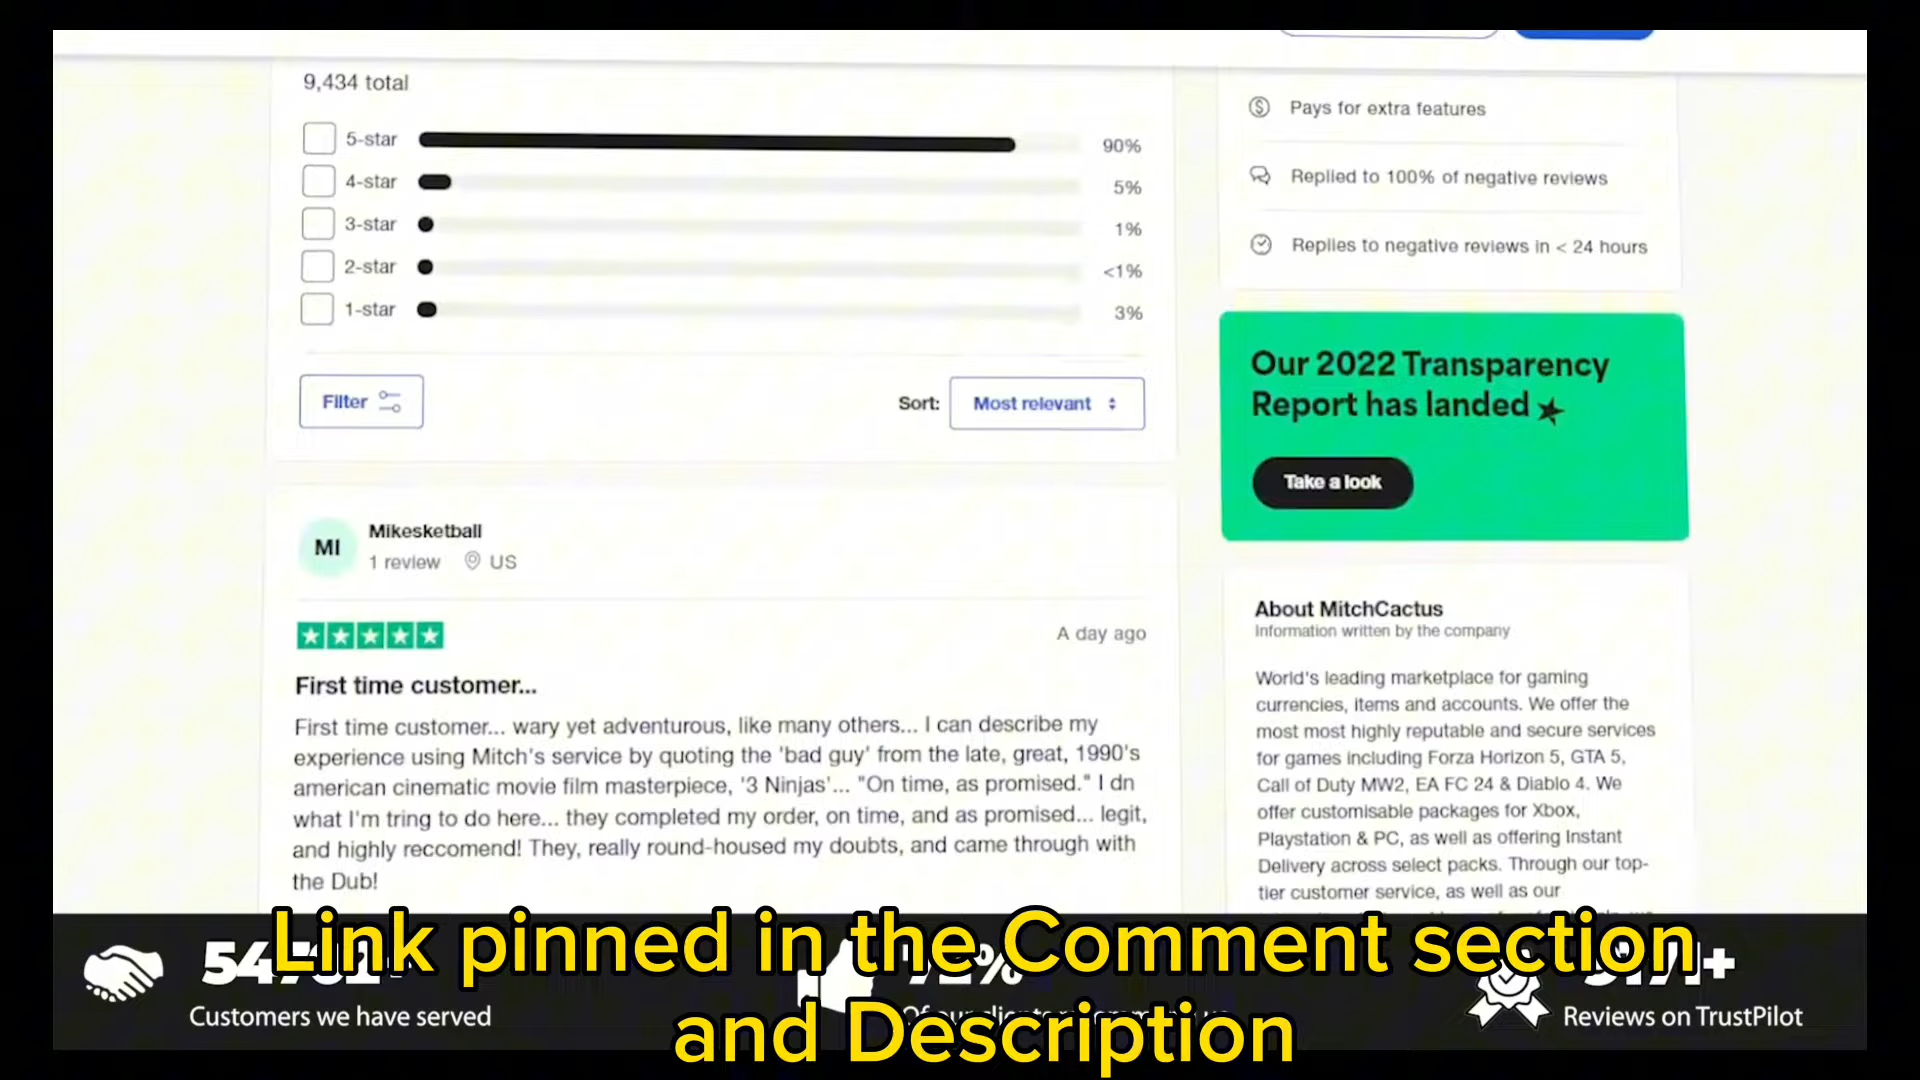 9,434 total
5-star 90%
4-star 5%
3-star 1%
2-star <1%
1-star 3%
Filter
Sort: Most relevant
MI
Mikesketball
1 review US
A day ago
First time customer...
First time customer... wary yet adventurous, like many others... I can describe my
experience using Mitch's service by quoting the 'bad guy' from the late, great, 1990's
american cinematic movie film masterpiece, '3 Ninjas'... "On time, as promised." I dn
what I'm tring to do here... they completed my order, on time, and as promised... legit,
and highly reccomend! They, really round-housed my doubts, and came through with
the Dub!
Pays for extra features
Replied to 100% of negative reviews
Replies to negative reviews in < 24 hours
Our 2022 Transparency
Report has landed
Take a look
About MitchCactus
Information written by the company
World's leading marketplace for gaming
currencies, items and accounts. We offer the
most most highly reputable and secure services
for games including Forza Horizon 5, GTA 5,
Call of Duty MW2, EA FC 24 & Diablo 4. We
offer customisable packages for Xbox,
Playstation & PC, as well as offering Instant
Delivery across select packs. Through our top-
tier customer service, as well as our
Customers we have served
Reviews on TrustPilot
Link pinned in the Comment section
and Description